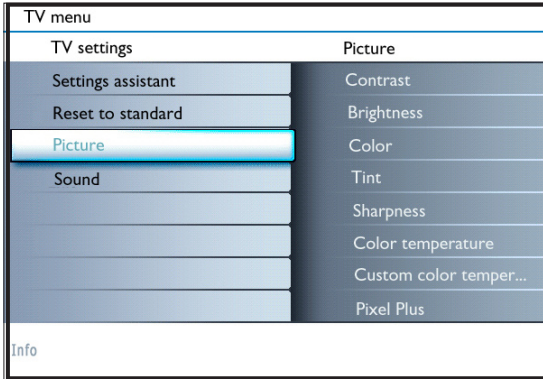 TV menu
TV settings
Picture
Settings assistant
Contrast
Reset to standard
Brightness
Picture
Color
Sound
Tint
Sharpness
Color temperature
Custom color temper...
Pixel Plus
Info